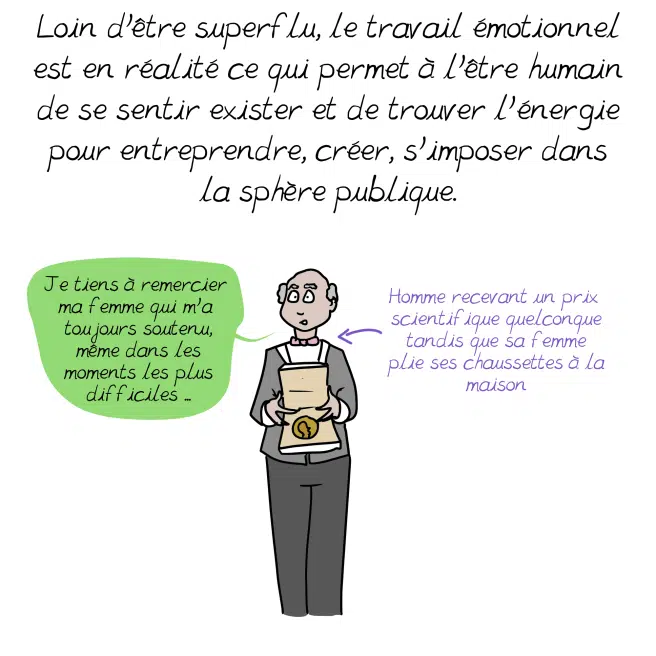 Loin d'être superflu, le travail émotionnel
est en réalité ce qui permet à l'être humain
de se sentir exister et de trouver l'énergie
pour entreprendre, créer, s'imposer dans
la sphère publique.
Je tiens à remercier
ma femme qui m'a
toujours soutenu,
même dans les
moments les plus
difficiles ...
Homme recevant un prix
scientifique quelconque
tandis que sa femme
plie ses chaussettes à la
maison